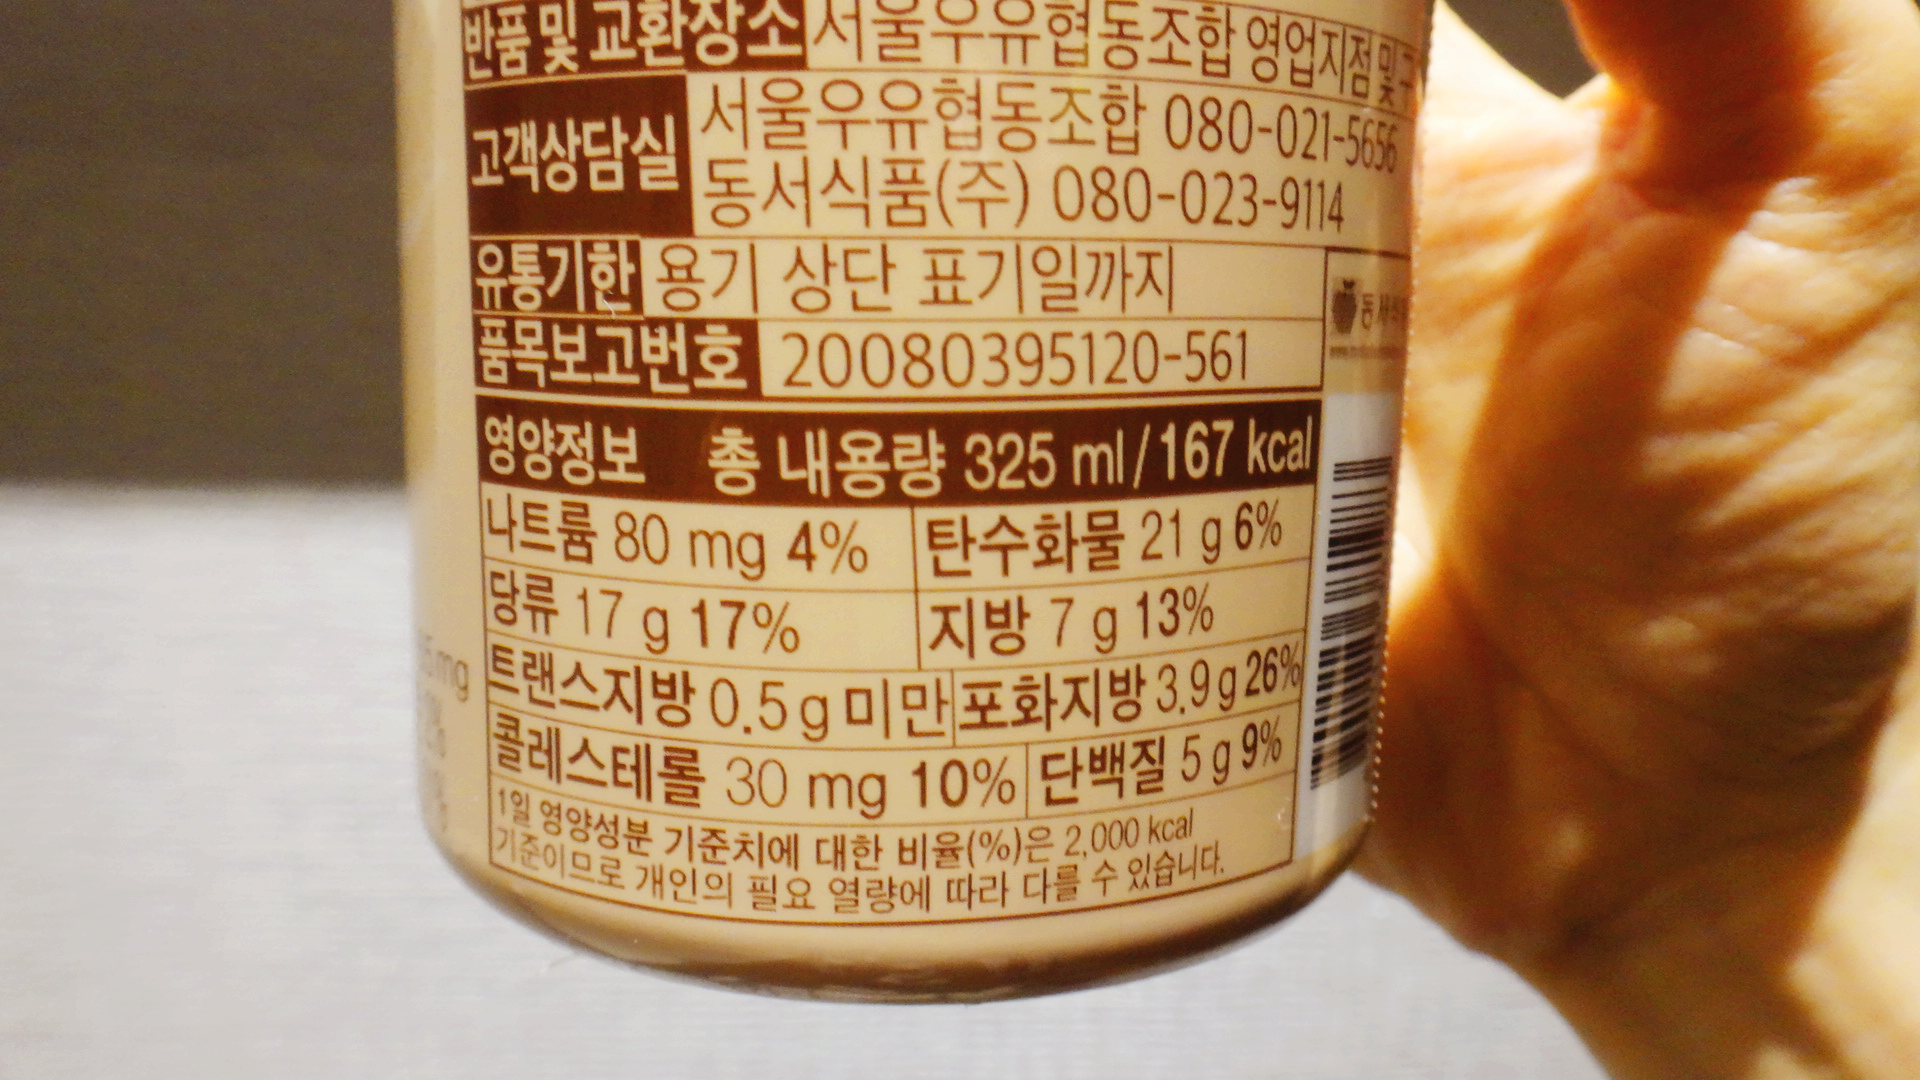 반품 및 교환장소 서울우유협동조합 영업지점 및
고객상담실 서울우유협동조합 080-021-5656
동서식품(주) 080-023-9114
유통기한 용기 상단 표기일까지
품목보고번호 20080395120-561
영양정보 총 내용량 325 ml/167 kcal
나트륨 80 mg 4% 탄수화물 21 g 6%
당류 17 g 17% 지방 7 g 13%
트랜스지방 0.5 g 미만 포화지방 3.9 g 26%
콜레스테롤 30 mg 10% 단백질 5 g 9%
1일 영양성분 기준치에 대한 비율(%)은 2,000 kcal
기준이므로 개인의 필요 열량에 따라 다를 수 있습니다.